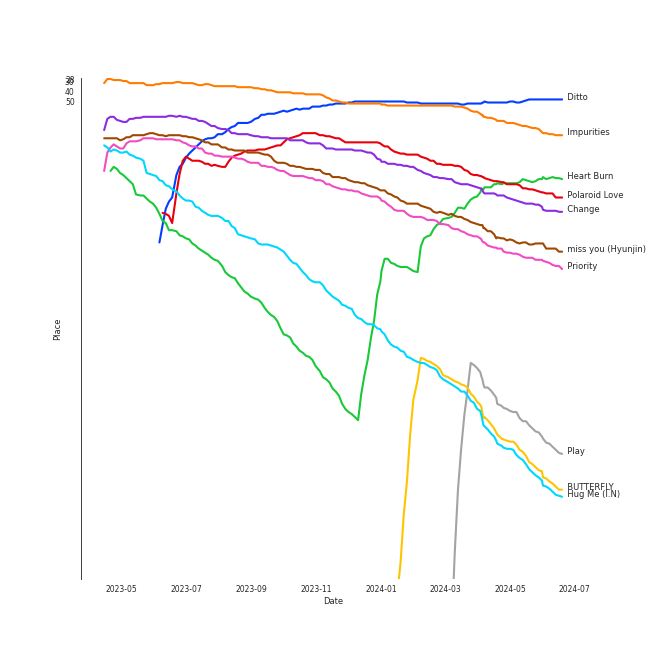 40
50
Ditto
Impurities
Heart Burn
Polaroid Love
Change
miss you (Hyunjin)
Priority
Place
Play
BUTTERFLY
Hug Me (I.N)
2023-05
2023-07
2023-09
2023-11
2024-01
2024-03
2024-05
2024-07
Date